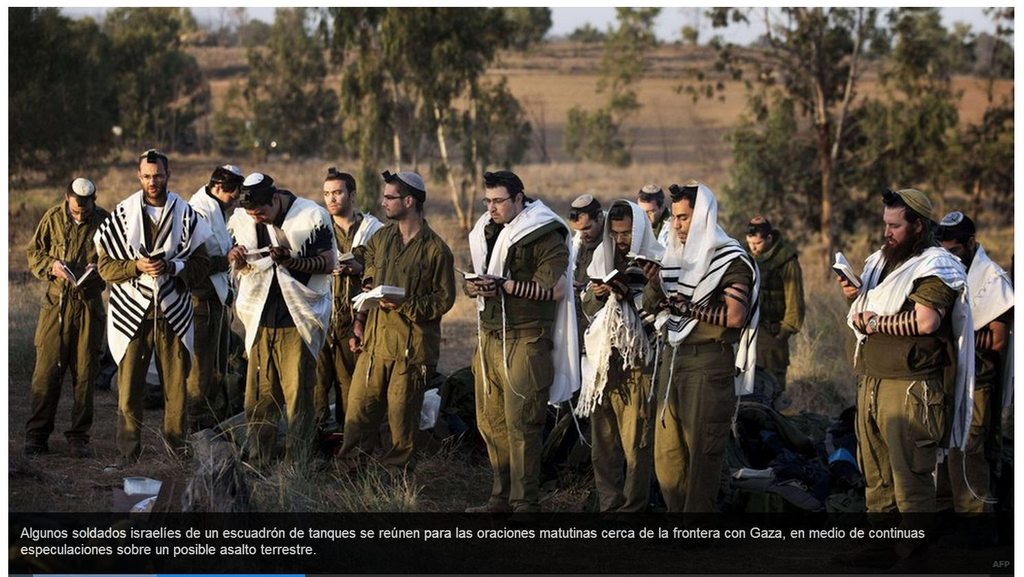 Algunos soldados israelíes de un escuadrón de tanques se reúnen para las oraciones matutinas cerca de la frontera con Gaza, en medio de continuas
especulaciones sobre un posible asalto terrestre.
AFP